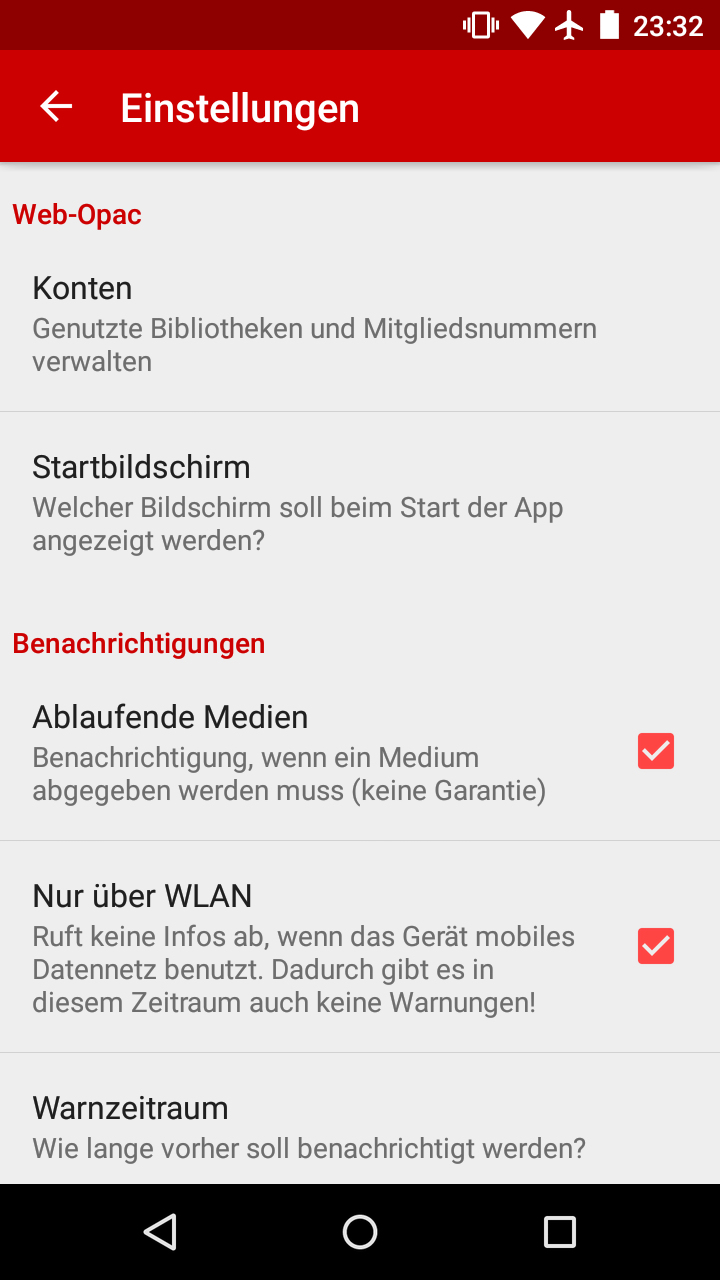 23:32
Einstellungen
Web-Opac
Konten
Genutzte Bibliotheken und Mitgliedsnummern
verwalten
Startbildschirm
Welcher Bildschirm soll beim Start der App
angezeigt werden?
Benachrichtigungen
Ablaufende Medien
Benachrichtigung, wenn ein Medium
abgegeben werden muss (keine Garantie)
Nur über WLAN
Ruft keine Infos ab, wenn das Gerät mobiles
Datennetz benutzt. Dadurch gibt es in
diesem Zeitraum auch keine Warnungen!
Warnzeitraum
Wie lange vorher soll benachrichtigt werden?